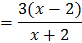 = 3(x − 2) / x + 2